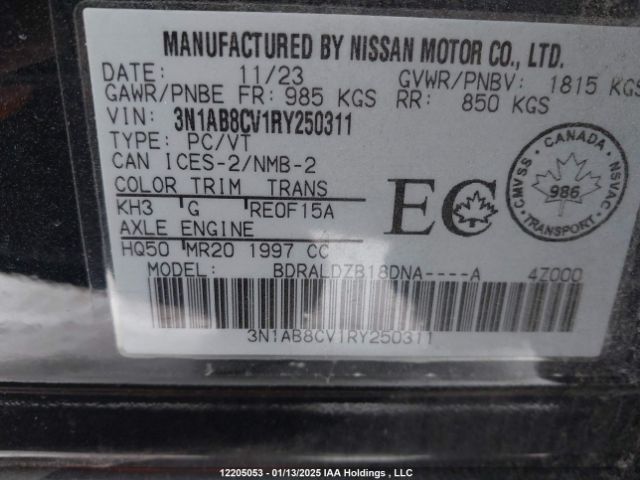 MANUFACTURED BY NISSAN MOTOR CO., LTD.
DATE: 11/23 GVWR/PNBV: 1815 KGS
GAWR/PNBE FR: 985 KGS RR: 850 KGS
VIN: 3N1AB8CV1RY250311
TYPE: PC/VT
CAN ICES-2/NMB-2
COLOR TRIM TRANS
KH3 G RE0F15A
AXLE ENGINE
HQ50 MR20 1997 CC
EC
CANADA
CMVSS 986 NSVAC
TRANSPORT
MODEL: BDRALDZB18DNA----A 4Z000
3N1AB8CV1RY250311
12205053 - 01/13/2025 IAA Holdings , LLC